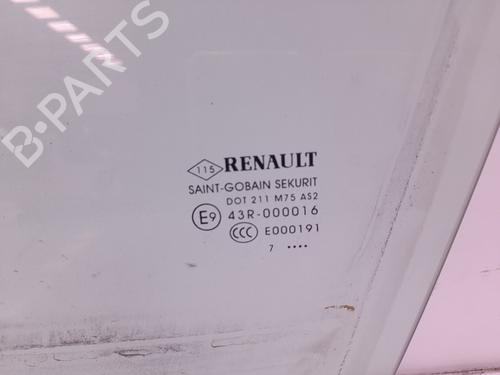 B-PARTS
115 RENAULT
SAINT-GOBAIN SEKURIT
DOT 211 M75 AS2
E9 43R-000016
CCC E000191
7 ••••